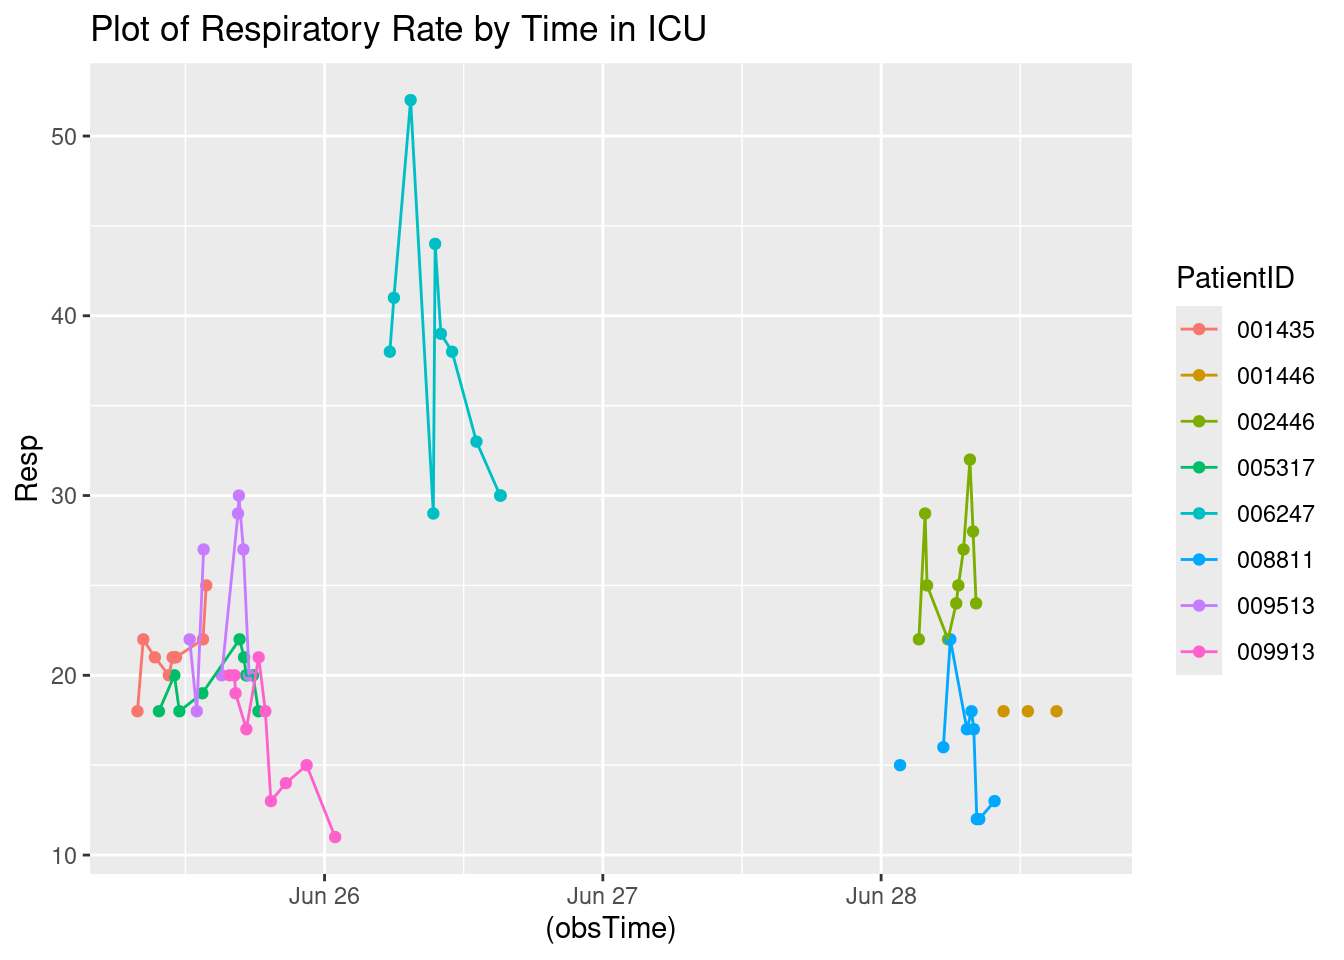 Plot of Respiratory Rate by Time in ICU
Resp
50
40
30
20
10
Jun 26
Jun 27
Jun 28
(obsTime)
PatientID
001435
001446
002446
005317
006247
008811
009513
009913